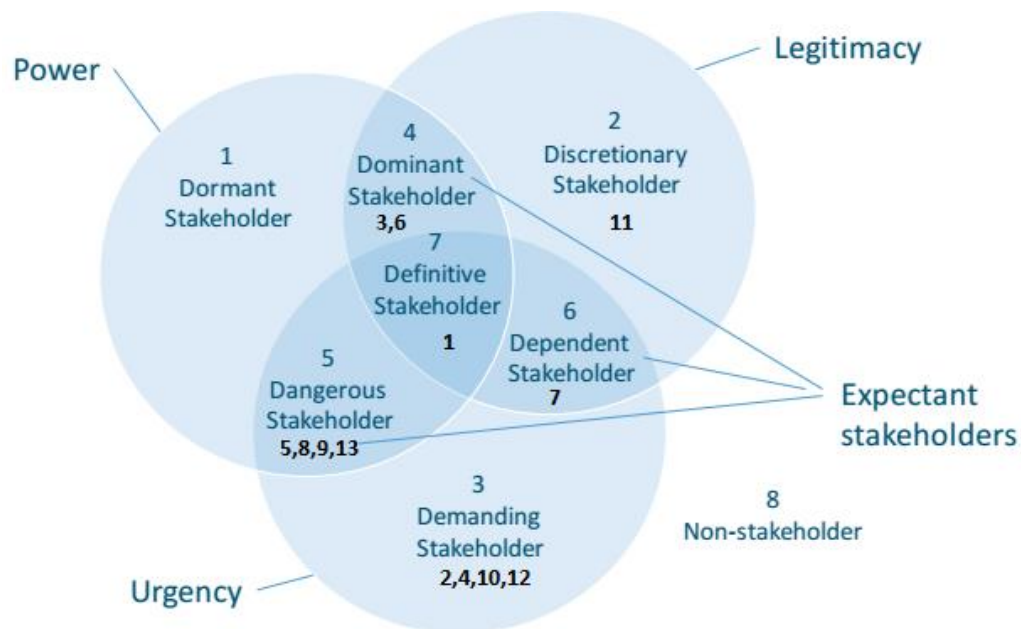 Power
Legitimacy
1
Dormant
Stakeholder
4
Dominant
Stakeholder
3,6
2
Discretionary
Stakeholder
11
7
Definitive
Stakeholder
1
6
Dependent
Stakeholder
7
5
Dangerous
Stakeholder
5,8,9,13
Expectant
stakeholders
3
Demanding
Stakeholder
2,4,10,12
8
Non-stakeholder
Urgency